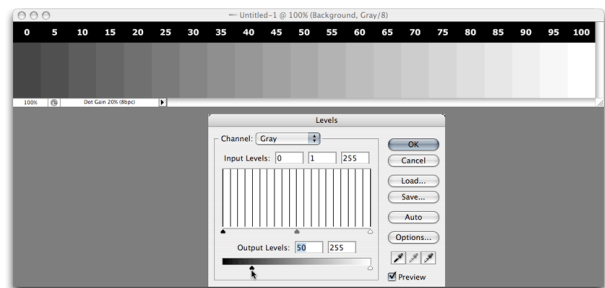 Untitled-1 @ 100% (Background, Gray/8)
0 5 10 15 20 25 30 35 40 45 50 55 60 65 70 75 80 85 90 95 100
100% Dot Gain 20% (8bpc)
Levels
Channel: Gray
OK
Input Levels: 0 1 255
Cancel
Load...
Save...
Auto
Options...
Output Levels: 50 255
Preview